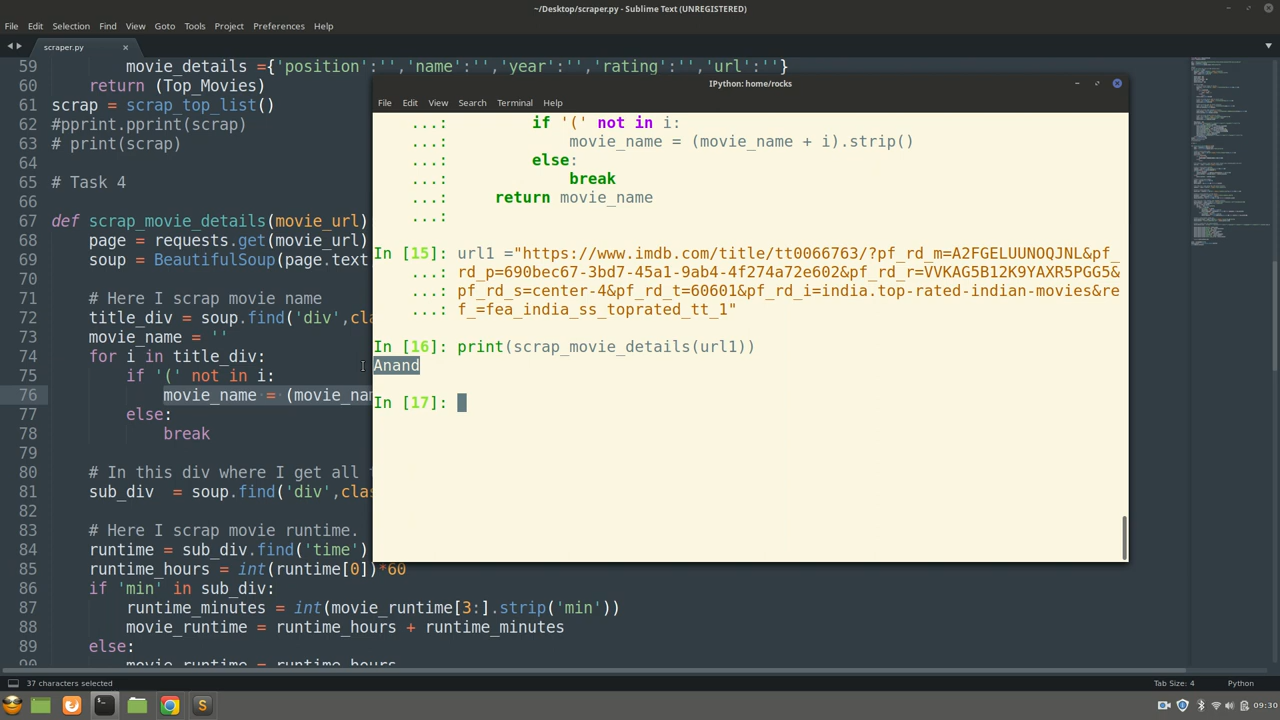 ~/Desktop/scraper.py - Sublime Text (UNREGISTERED)
File Edit Selection Find View Goto Tools Project Preferences Help
scraper.py
59 movie_details ={'position':'','name':'','year':'','rating':'','url':''}
60 return (Top_Movies)
61 scrap = scrap_top_list()
62 #pprint.pprint(scrap)
63 # print(scrap)
64
65 # Task 4
66
67 def scrap_movie_details(movie_url)
68 page = requests.get(movie_url)
69 soup = BeautifulSoup(page.text
70
71 # Here I scrap movie name
72 title_div = soup.find('div',cla
73 movie_name = ''
74 for i in title_div:
75 if '(' not in i:
76 movie_name = (movie_nam
77 else:
78 break
79
80 # In this div where I get all
81 sub_div = soup.find('div',clas
82
83 # Here I scrap movie runtime.
84 runtime = sub_div.find('time')
85 runtime_hours = int(runtime[0])*60
86 if 'min' in sub_div:
87 runtime_minutes = int(movie_runtime[3:].strip('min'))
88 movie_runtime = runtime_hours + runtime_minutes
89 else:
90 movie_runtime = runtime_hours
IPython: home/rocks
File Edit View Search Terminal Help
...: if '(' not in i:
...: movie_name = (movie_name + i).strip()
...: else:
...: break
...: return movie_name
...:
In [15]: url1 ="https://www.imdb.com/title/tt0066763/?pf_rd_m=A2FGELUUNOQJNL&pf_
...: rd_p=690bec67-3bd7-45a1-9ab4-4f274a72e602&pf_rd_r=VVKAG5B12K9YAXR5PGG5&
...: pf_rd_s=center-4&pf_rd_t=60601&pf_rd_i=india.top-rated-indian-movies&re
...: f_=fea_india_ss_toprated_tt_1"
In [16]: print(scrap_movie_details(url1))
Anand
In [17]:
37 characters selected
Tab Size: 4
Python
09:30